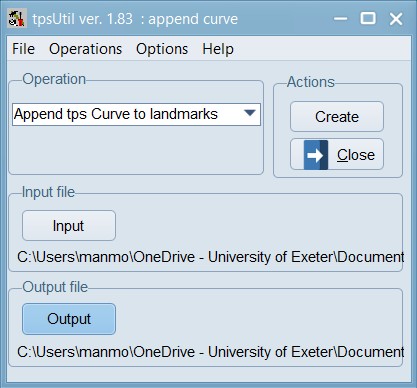 tpsUtil ver. 1.83 : append curve
File Operations Options Help
Operation
Append tps Curve to landmarks
Actions
Create
Close
Input file
Input
C:\Users\manmo\OneDrive - University of Exeter\Document
Output file
Output
C:\Users\manmo\OneDrive - University of Exeter\Document